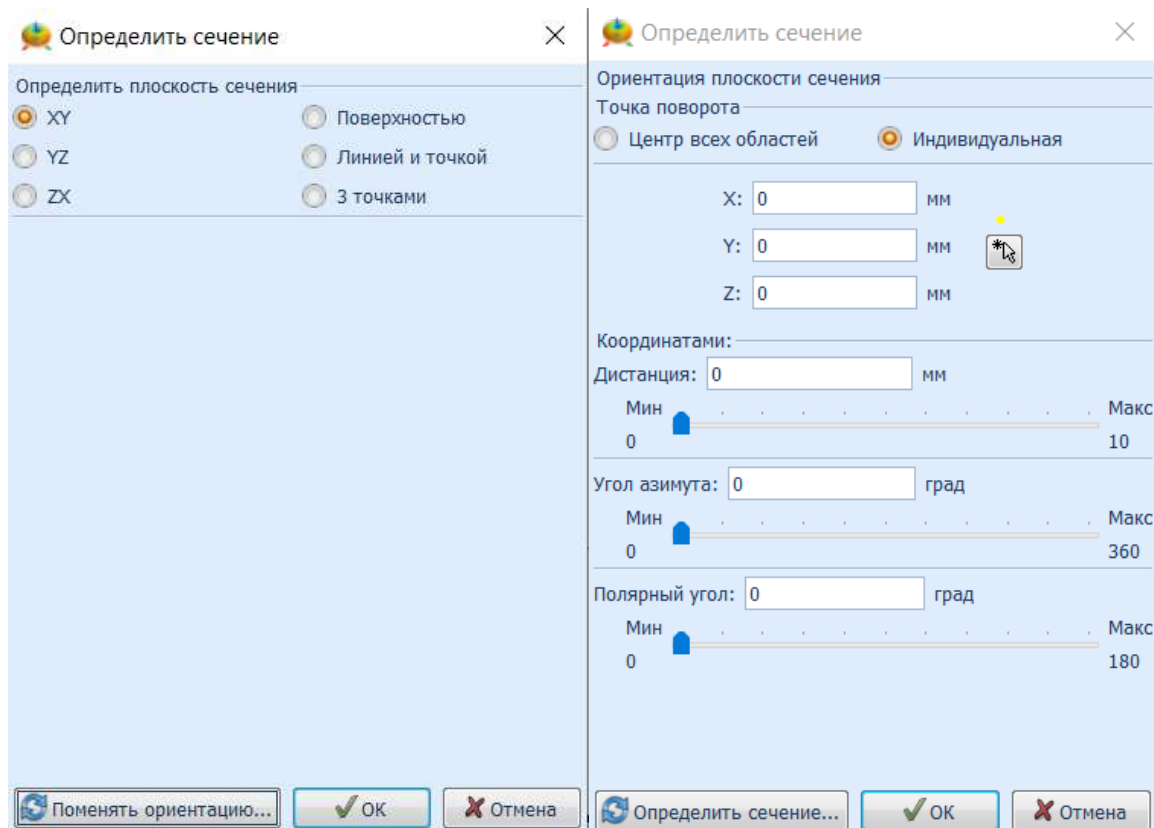 Определить сечение
Определить плоскость сечения
XY
Поверхностью
YZ
Линией и точкой
ZX
3 точками
Поменять ориентацию...
OK
Отмена
Определить сечение
Ориентация плоскости сечения
Точка поворота
Центр всех областей
Индивидуальная
X: 0 мм
Y: 0 мм
Z: 0 мм
Координатами:
Дистанция: 0 мм
Мин Макс
0 10
Угол азимута: 0 град
Мин Макс
0 360
Полярный угол: 0 град
Мин Макс
0 180
Определить сечение...
OK
Отмена